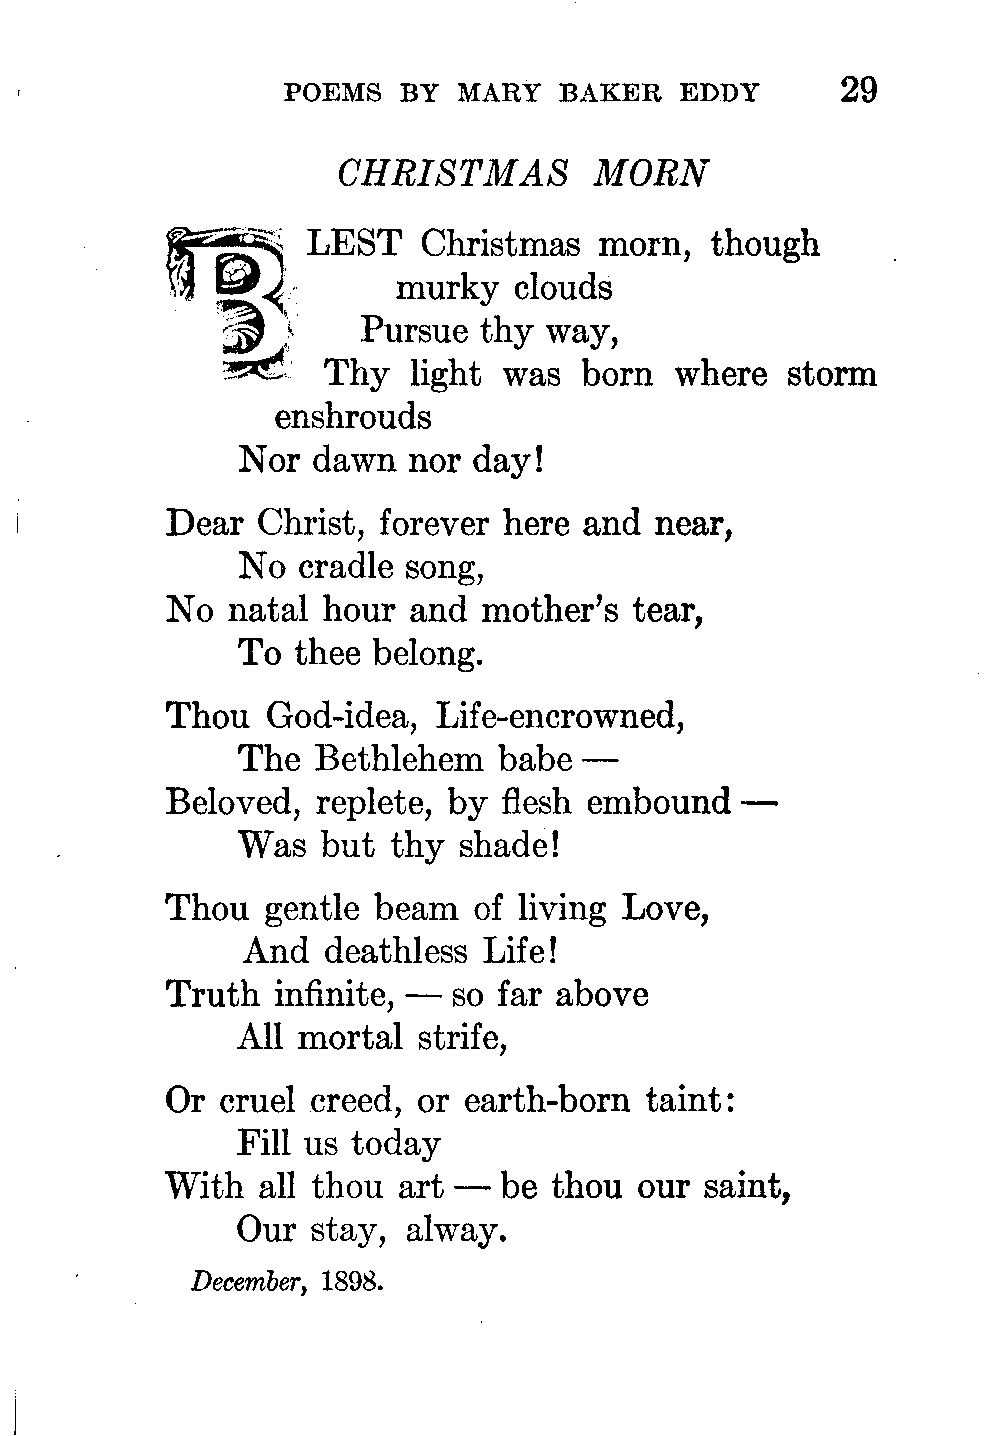 POEMS BY MARY BAKER EDDY 29
CHRISTMAS MORN
BLEST Christmas morn, though
murky clouds
Pursue thy way,
Thy light was born where storm
enshrouds
Nor dawn nor day!
Dear Christ, forever here and near,
No cradle song,
No natal hour and mother's tear,
To thee belong.
Thou God-idea, Life-encrowned,
The Bethlehem babe —
Beloved, replete, by flesh embound —
Was but thy shade!
Thou gentle beam of living Love,
And deathless Life!
Truth infinite, — so far above
All mortal strife,
Or cruel creed, or earth-born taint:
Fill us today
With all thou art — be thou our saint,
Our stay, alway.
December, 1898.